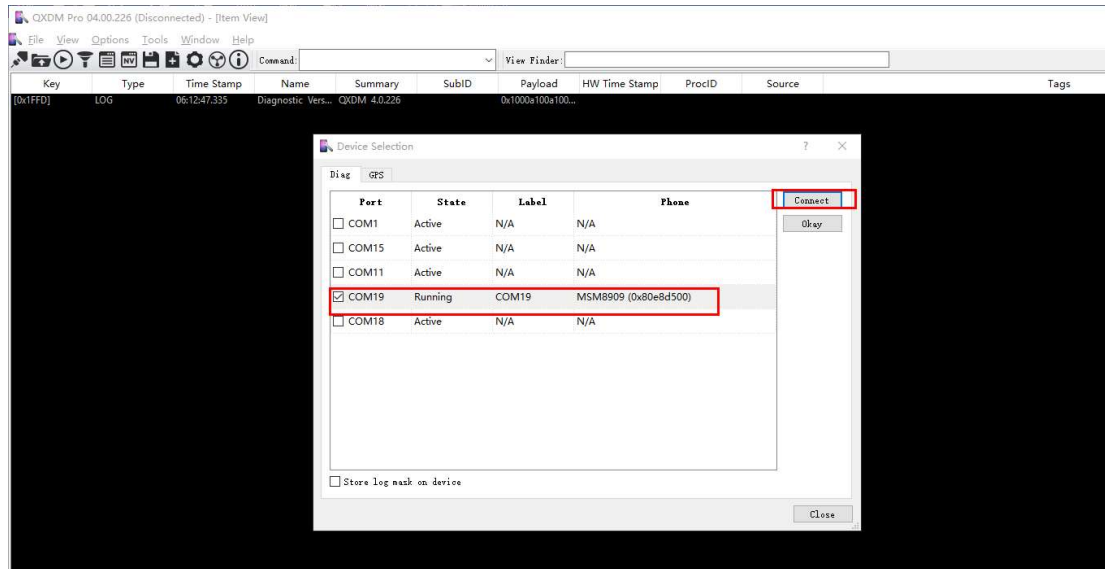 QXDM Pro 04.00.226 (Disconnected) - [Item View]
File View Options Tools Window Help
NV Command: View Finder:
Key Type Time Stamp Name Summary SubID Payload HW Time Stamp ProcID Source Tags
[0x1FFD] LOG 06:12:47.335 Diagnostic Vers... QXDM 4.0.226 0x1000a100a100...
Device Selection ? X
Diag GPS
Port State Label Phone Connect
COM1 Active N/A N/A Okay
COM15 Active N/A N/A
COM11 Active N/A N/A
COM19 Running COM19 MSM8909 (0x80e8d500)
COM18 Active N/A N/A
Store log mask on device
Close